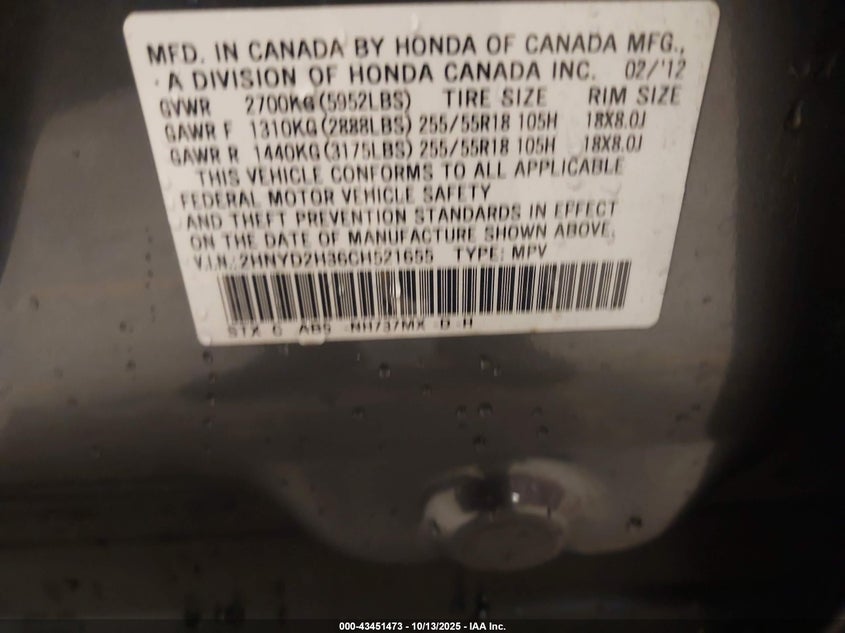 MFD. IN CANADA BY HONDA OF CANADA MFG.,
A DIVISION OF HONDA CANADA INC. 02/'12
GVWR 2700KG(5952LBS) TIRE SIZE RIM SIZE
GAWR F 1310KG(2888LBS) 255/55R18 105H 18X8.0J
GAWR R 1440KG(3175LBS) 255/55R18 105H 18X8.0J
THIS VEHICLE CONFORMS TO ALL APPLICABLE
FEDERAL MOTOR VEHICLE SAFETY
AND THEFT PREVENTION STANDARDS IN EFFECT
ON THE DATE OF MANUFACTURE SHOWN ABOVE.
V.I.N.:2HNYD2H36CH521655 TYPE: MPV
STX G ABS NH737MX D H
000-43451473 - 10/13/2025 - IAA Inc.